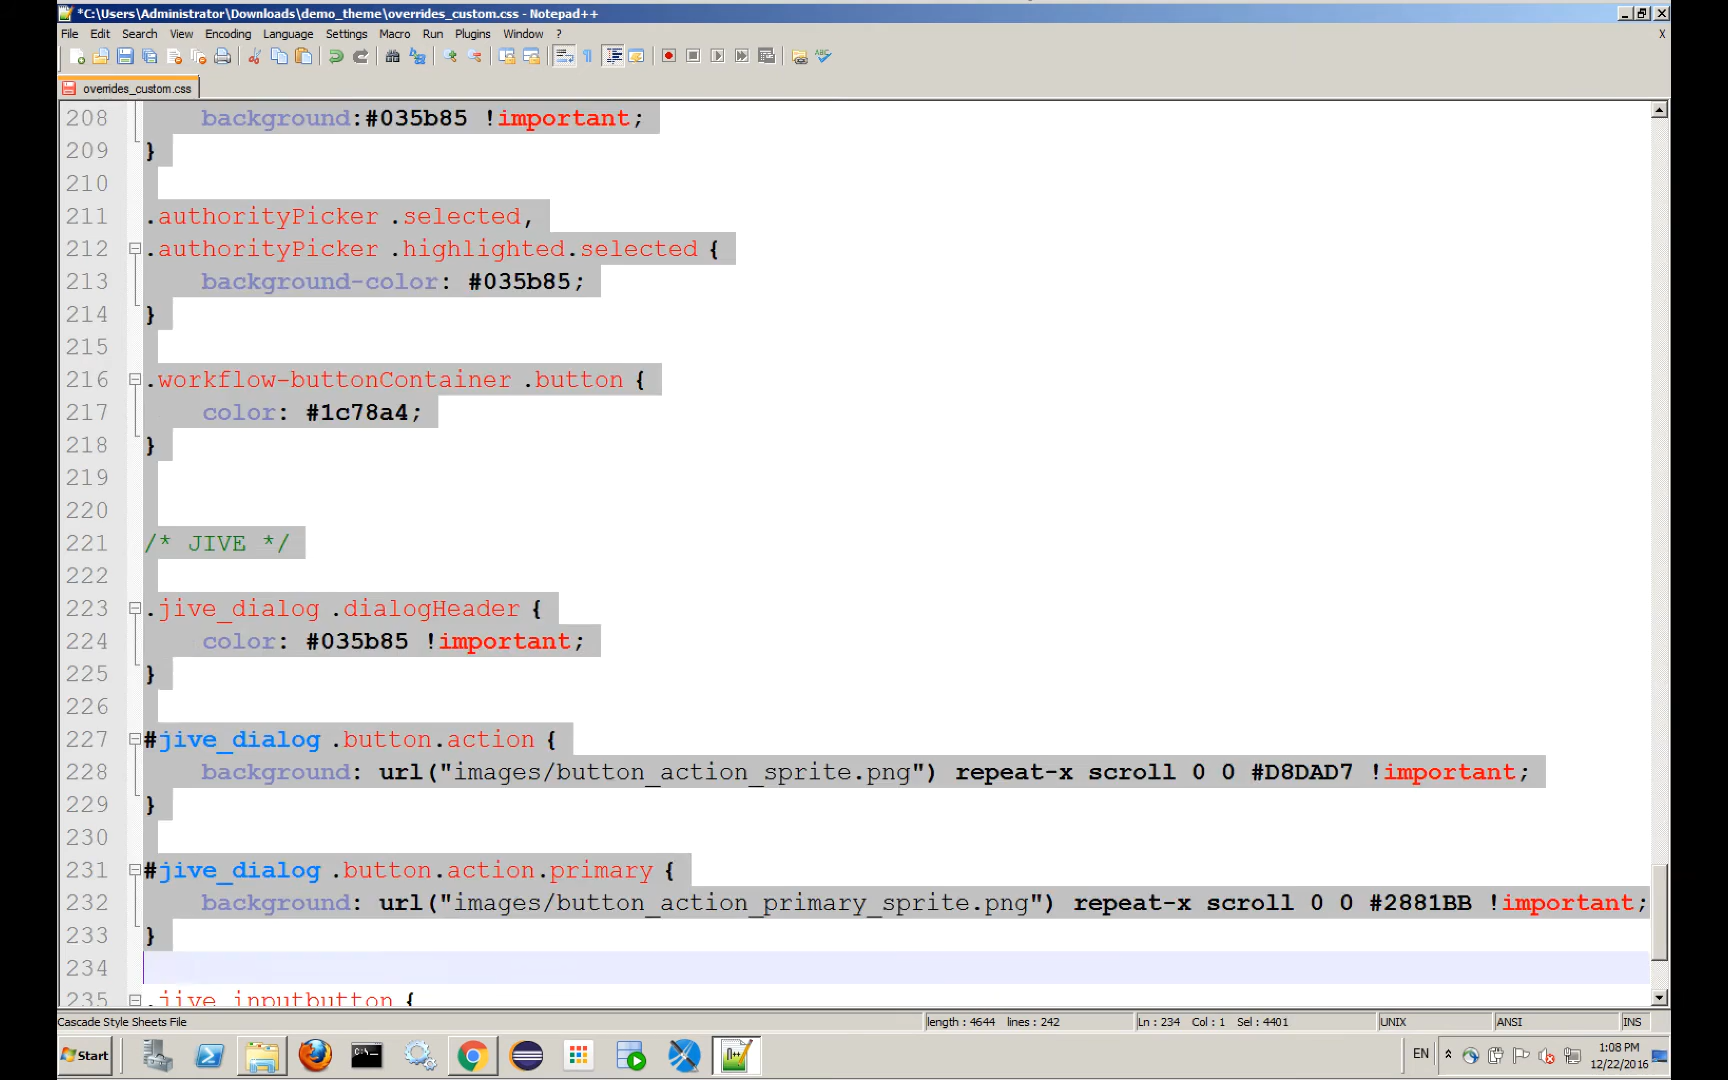 *C:\Users\Administrator\Downloads\demo_theme\overrides_custom.css - Notepad++
File Edit Search View Encoding Language Settings Macro Run Plugins Window ? X
overrides_custom.css
208 background:#035b85 !important;
209 }
210
211 .authorityPicker .selected,
212 .authorityPicker .highlighted.selected {
213 background-color: #035b85;
214 }
215
216 .workflow-buttonContainer .button {
217 color: #1c78a4;
218 }
219
220
221 /* JIVE */
222
223 .jive_dialog .dialogHeader {
224 color: #035b85 !important;
225 }
226
227 #jive_dialog .button.action {
228 background: url("images/button_action_sprite.png") repeat-x scroll 0 0 #D8DAD7 !important;
229 }
230
231 #jive_dialog .button.action.primary {
232 background: url("images/button_action_primary_sprite.png") repeat-x scroll 0 0 #2881BB !important;
233 }
234
235 .jive_inputbutton {
Cascade Style Sheets File length : 4644 lines : 242 Ln : 234 Col : 1 Sel : 4401 UNIX ANSI INS
Start EN 1:08 PM
12/22/2016